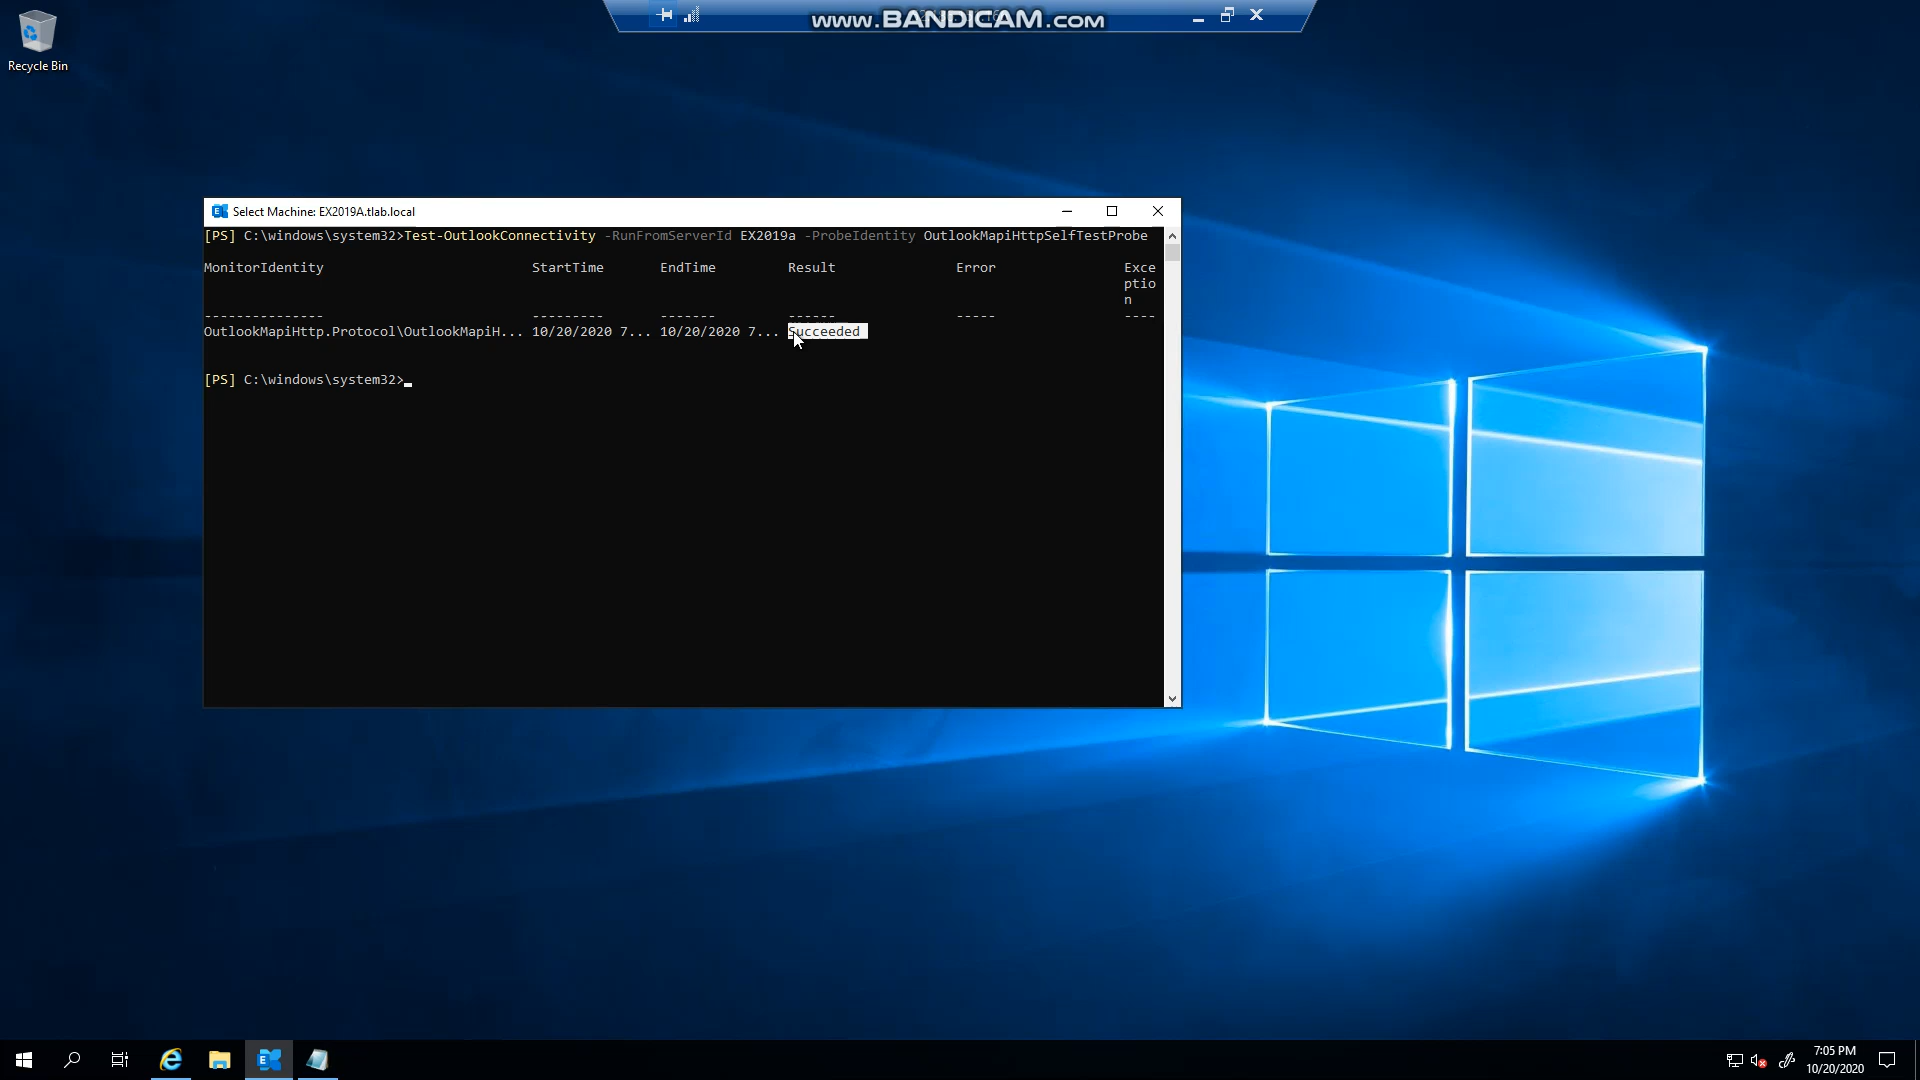 www.BANDICAM.com
Recycle Bin
Select Machine: EX2019A.tlab.local
[PS] C:\windows\system32>Test-OutlookConnectivity -RunFromServerId EX2019a -ProbeIdentity OutlookMapiHttpSelfTestProbe
MonitorIdentity StartTime EndTime Result Error Exce
ptio
n
--------------- --------- ------- ------ ----- ----
OutlookMapiHttp.Protocol\OutlookMapiH... 10/20/2020 7... 10/20/2020 7... Succeeded
[PS] C:\windows\system32>
7:05 PM
10/20/2020